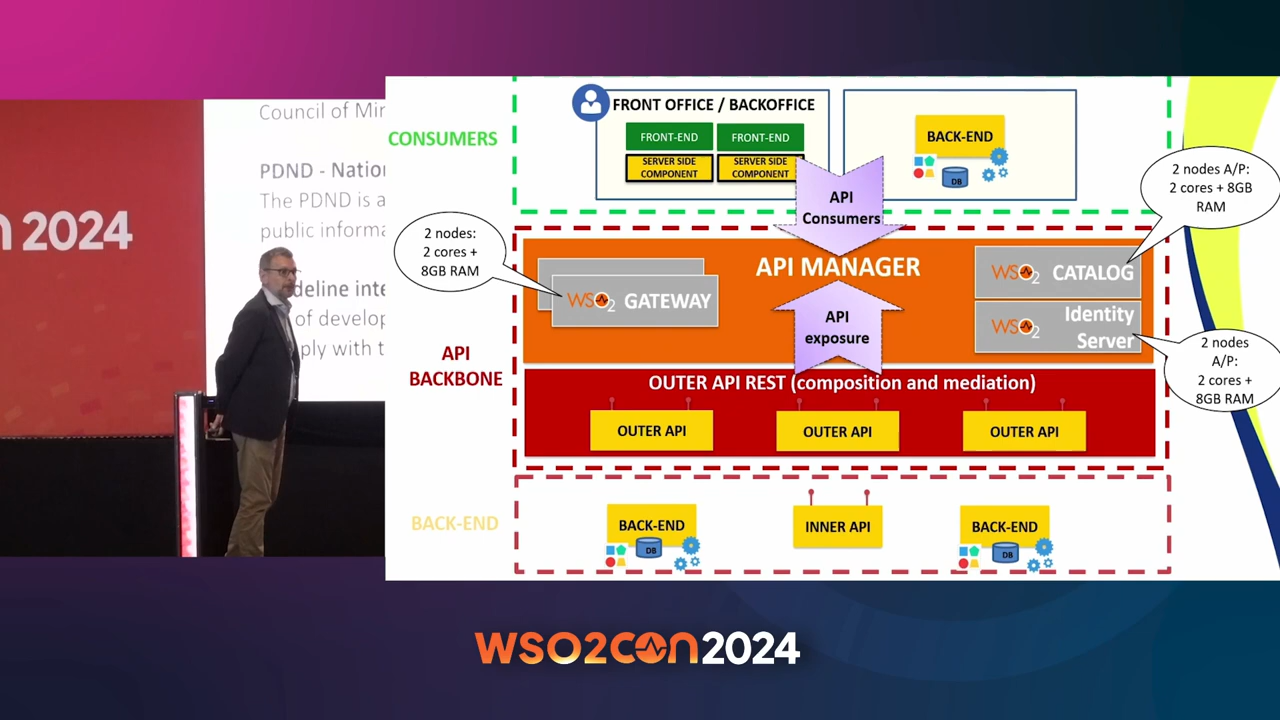 n 2024
Council of Min
PDND - Nation
The PDND is a
public informa
deline inte
of develop
ply with t
CONSUMERS
FRONT OFFICE / BACKOFFICE
FRONT-END
FRONT-END
SERVER SIDE
COMPONENT
SERVER SIDE
COMPONENT
BACK-END
DB
API
Consumers
2 nodes A/P:
2 cores + 8GB
RAM
2 nodes:
2 cores +
8GB RAM
API MANAGER
WSO2 GATEWAY
WSO2 CATALOG
WSO2 Identity
Server
API
exposure
2 nodes
A/P:
2 cores +
8GB RAM
API
BACKBONE
OUTER API REST (composition and mediation)
OUTER API
OUTER API
OUTER API
BACK-END
BACK-END
DB
INNER API
BACK-END
DB
WSO2CON2024